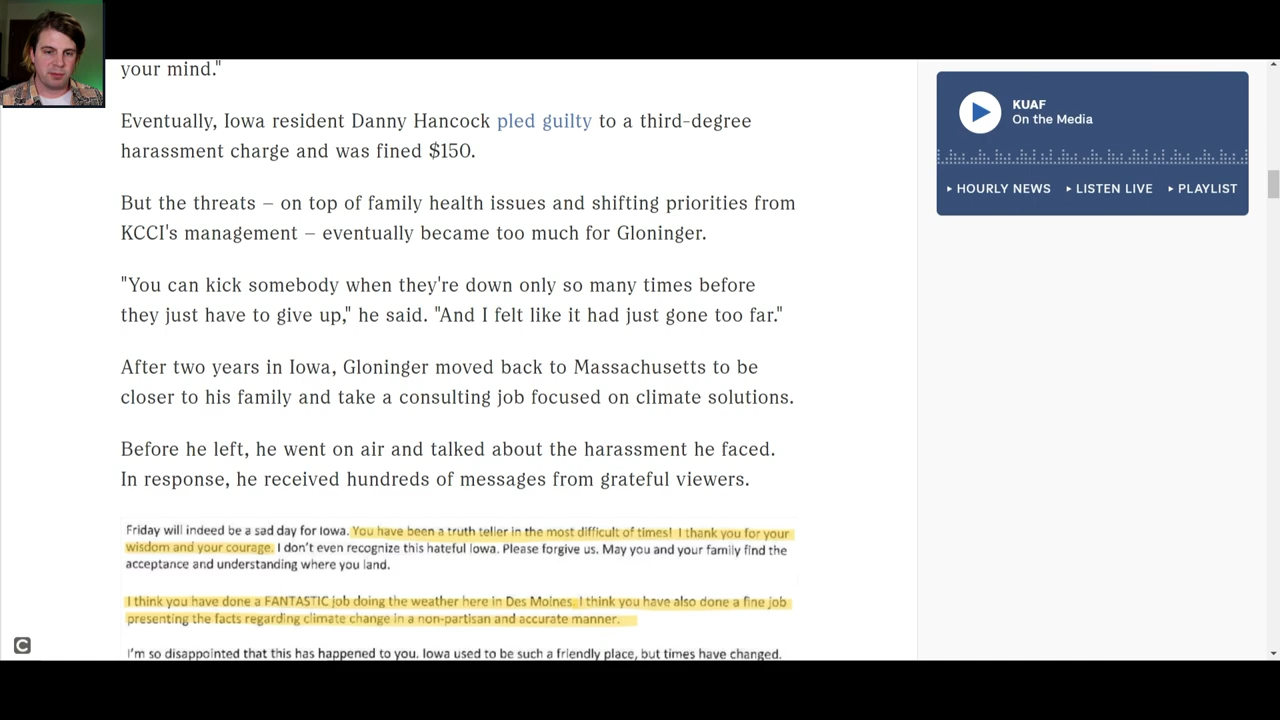 your mind."
Eventually, Iowa resident Danny Hancock pled guilty to a third-degree
harassment charge and was fined $150.
But the threats – on top of family health issues and shifting priorities from
KCCI's management – eventually became too much for Gloninger.
"You can kick somebody when they're down only so many times before
they just have to give up," he said. "And I felt like it had just gone too far."
After two years in Iowa, Gloninger moved back to Massachusetts to be
closer to his family and take a consulting job focused on climate solutions.
Before he left, he went on air and talked about the harassment he faced.
In response, he received hundreds of messages from grateful viewers.
Friday will indeed be a sad day for Iowa. You have been a truth teller in the most difficult of times! I thank you for your
wisdom and your courage. I don't even recognize this hateful Iowa. Please forgive us. May you and your family find the
acceptance and understanding where you land.
I think you have done a FANTASTIC job doing the weather here in Des Moines. I think you have also done a fine job
presenting the facts regarding climate change in a non-partisan and accurate manner.
I'm so disappointed that this has happened to you. Iowa used to be such a friendly place, but times have changed.
KUAF
On the Media
HOURLY NEWS
LISTEN LIVE
PLAYLIST
C